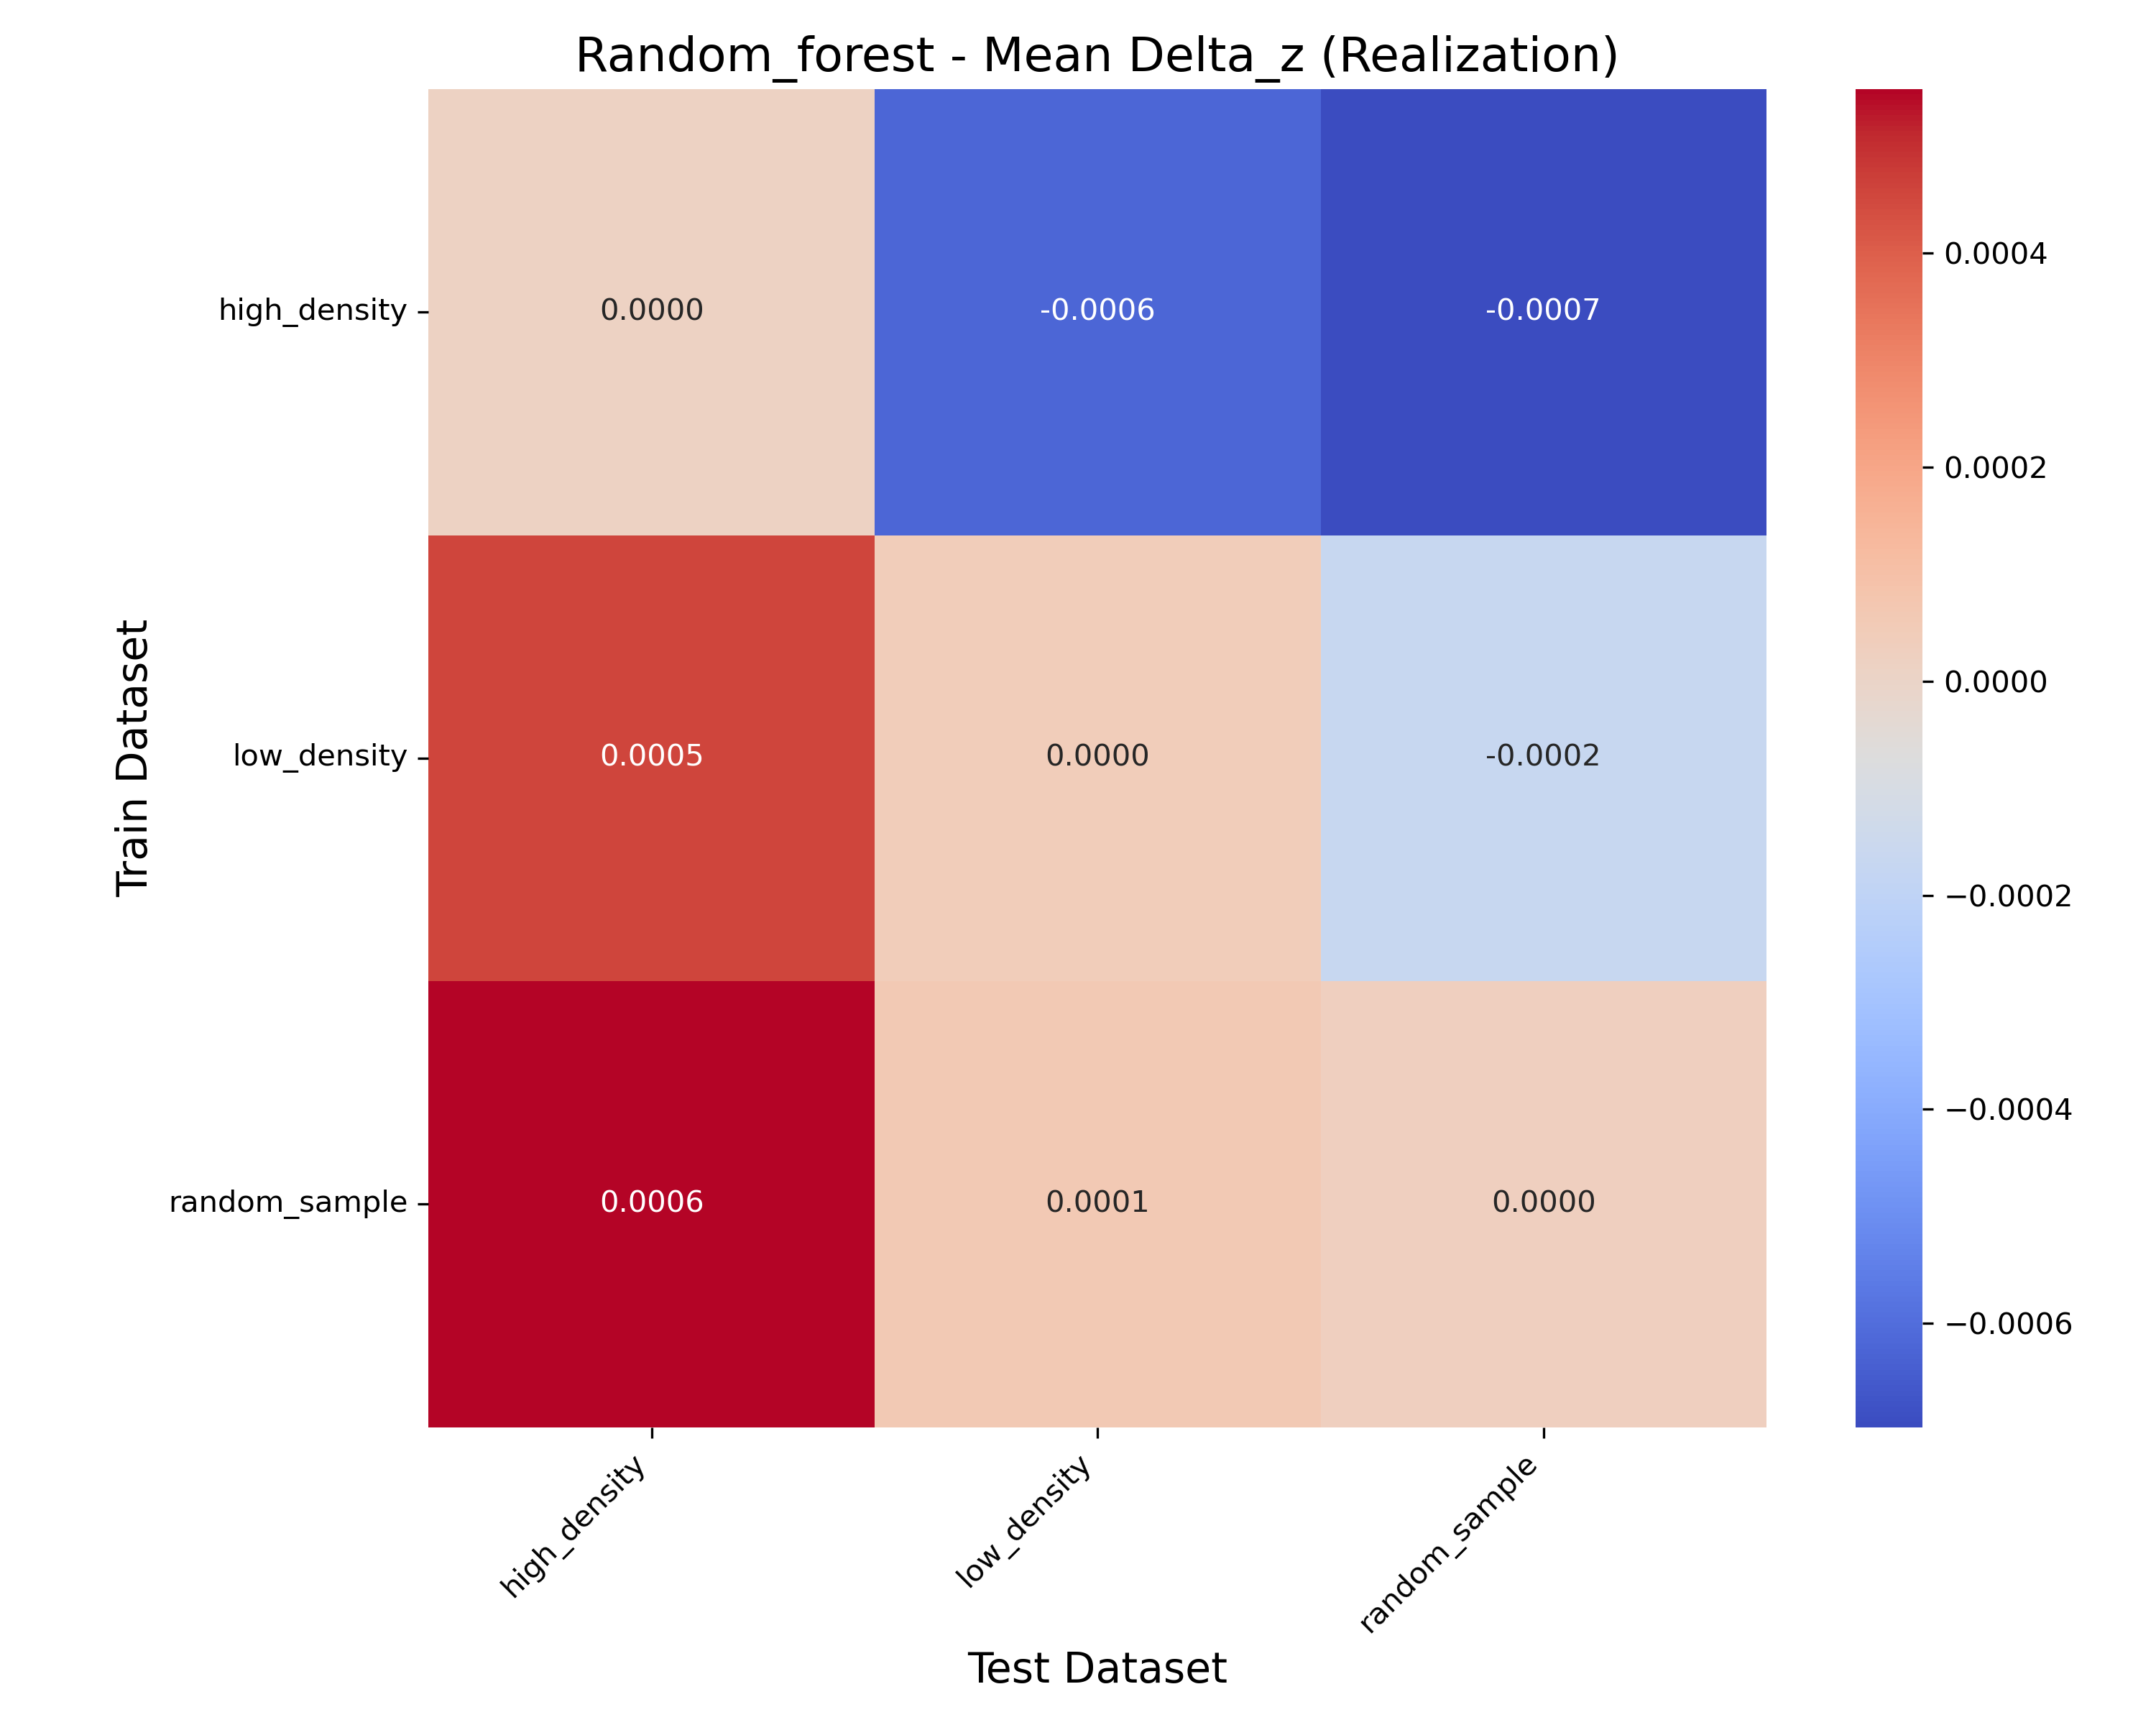 Random_forest - Mean Delta_z (Realization)
Train Dataset
high_density
0.0000
-0.0006
-0.0007
low_density
0.0005
0.0000
-0.0002
random_sample
0.0006
0.0001
0.0000
high_density
low_density
random_sample
Test Dataset
0.0004
0.0002
0.0000
−0.0002
−0.0004
−0.0006